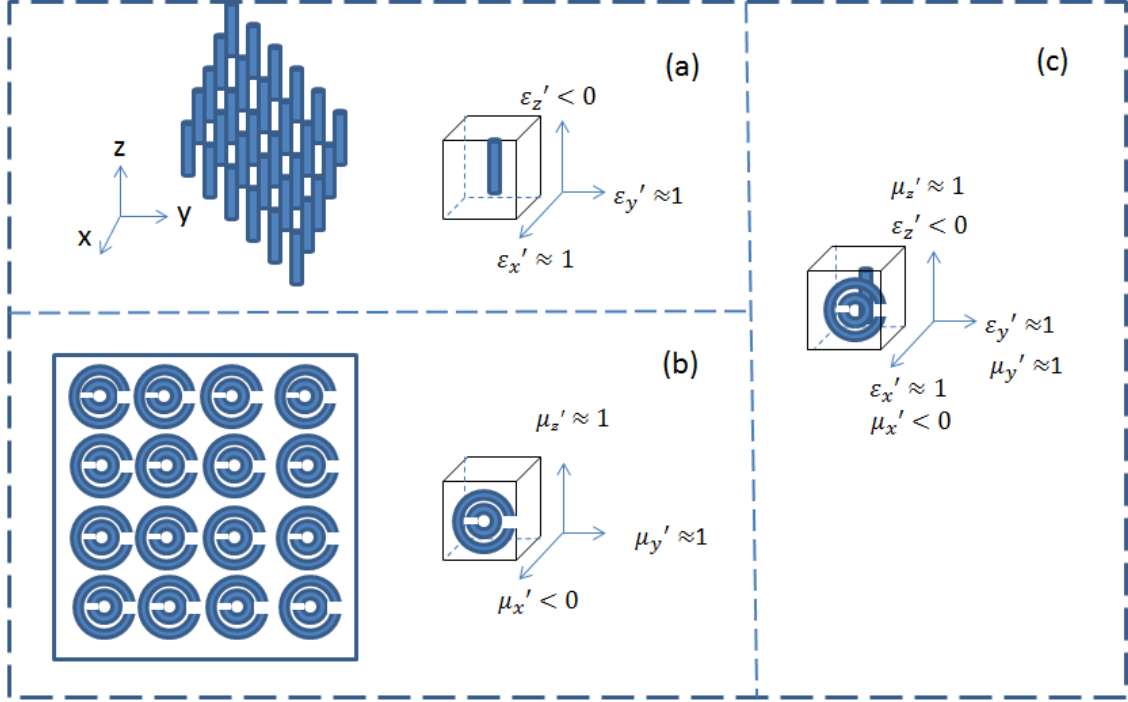 (a)
εz′ < 0
εy′ ≈1
εx′ ≈ 1
z
y
x
(b)
μz′ ≈ 1
μy′ ≈1
μx′ < 0
(c)
μz′ ≈ 1
εz′ < 0
εy′ ≈1
μy′ ≈1
εx′ ≈ 1
μx′ < 0